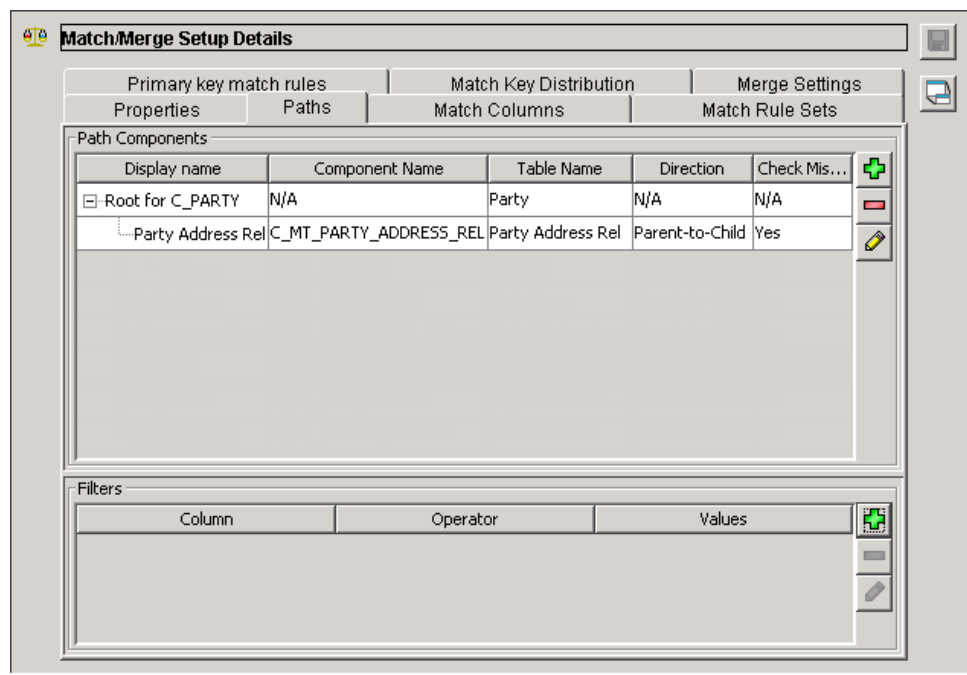 Match/Merge Setup Details
Primary key match rules Match Key Distribution Merge Settings
Properties Paths Match Columns Match Rule Sets
Path Components
Display name Component Name Table Name Direction Check Mis...
Root for C_PARTY N/A Party N/A N/A
Party Address Rel C_MT_PARTY_ADDRESS_REL Party Address Rel Parent-to-Child Yes
Filters
Column Operator Values